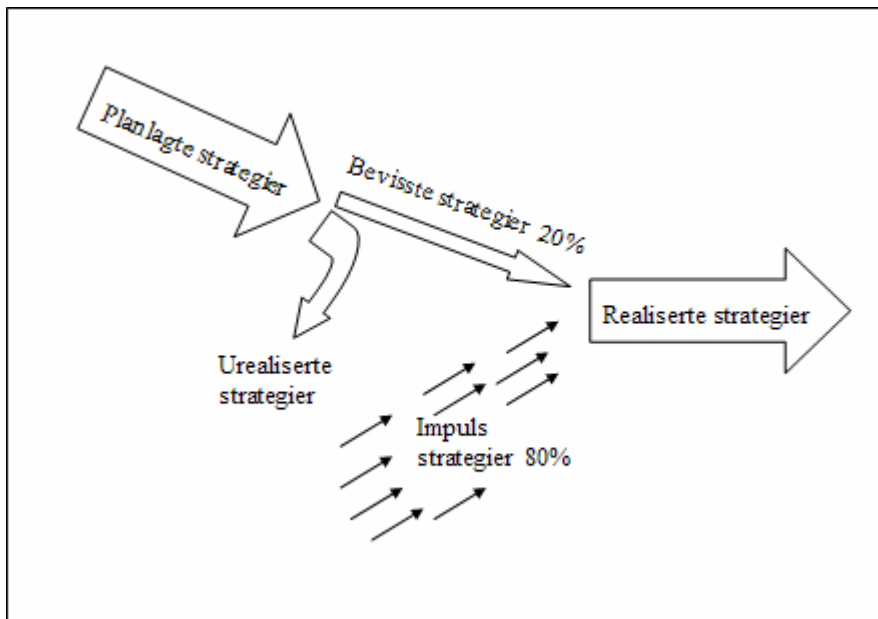 Planlagte strategier
Bevisste strategier 20%
Realiserte strategier
Urealiserte
strategier
Impuls
strategier 80%